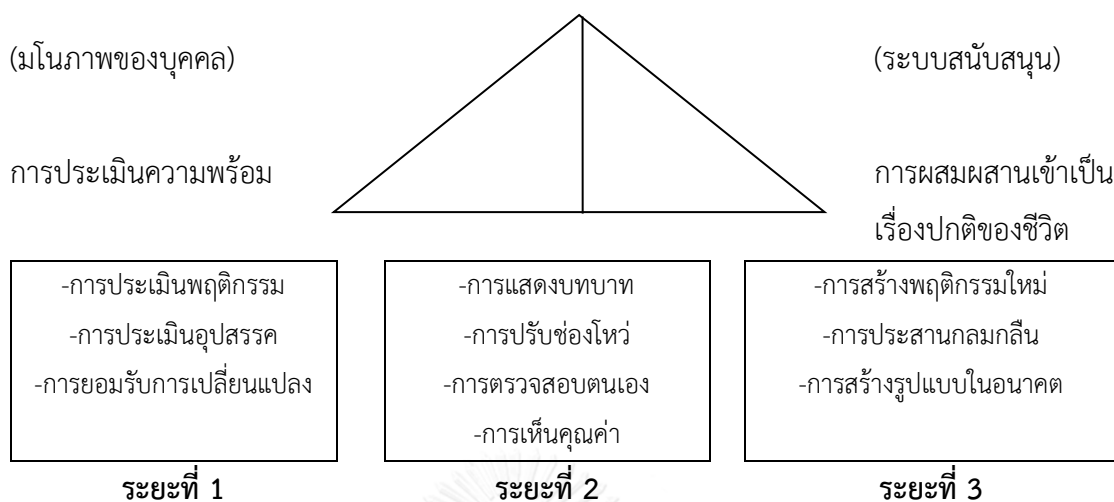 (มโนภาพของบุคคล)
(ระบบสนับสนุน)
การประเมินความพร้อม
การผสมผสานเข้าเป็น
เรื่องปกติของชีวิต
-การประเมินพฤติกรรม
-การประเมินอุปสรรค
-การยอมรับการเปลี่ยนแปลง
-การแสดงบทบาท
-การปรับช่องโหว่
-การตรวจสอบตนเอง
-การเห็นคุณค่า
-การสร้างพฤติกรรมใหม่
-การประสานกลมกลืน
-การสร้างรูปแบบในอนาคต
ระยะที่ 1
ระยะที่ 2
ระยะที่ 3